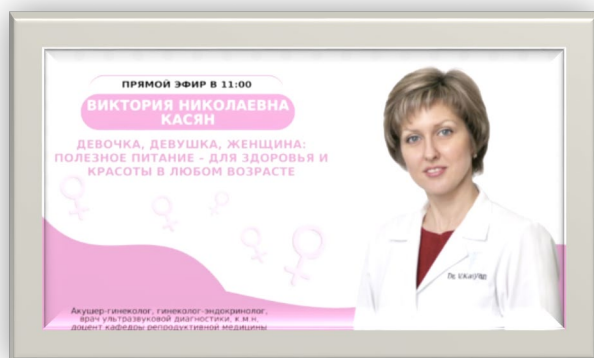 ПРЯМОЙ ЭФИР В 11:00
ВИКТОРИЯ НИКОЛАЕВНА
КАСЯН
ДЕВОЧКА, ДЕВУШКА, ЖЕНЩИНА:
ПОЛЕЗНОЕ ПИТАНИЕ - ДЛЯ ЗДОРОВЬЯ И
КРАСОТЫ В ЛЮБОМ ВОЗРАСТЕ
Акушер-гинеколог, гинеколог-эндокринолог,
врач ультразвуковой диагностики, к.м.н,
доцент кафедры репродуктивной медицины